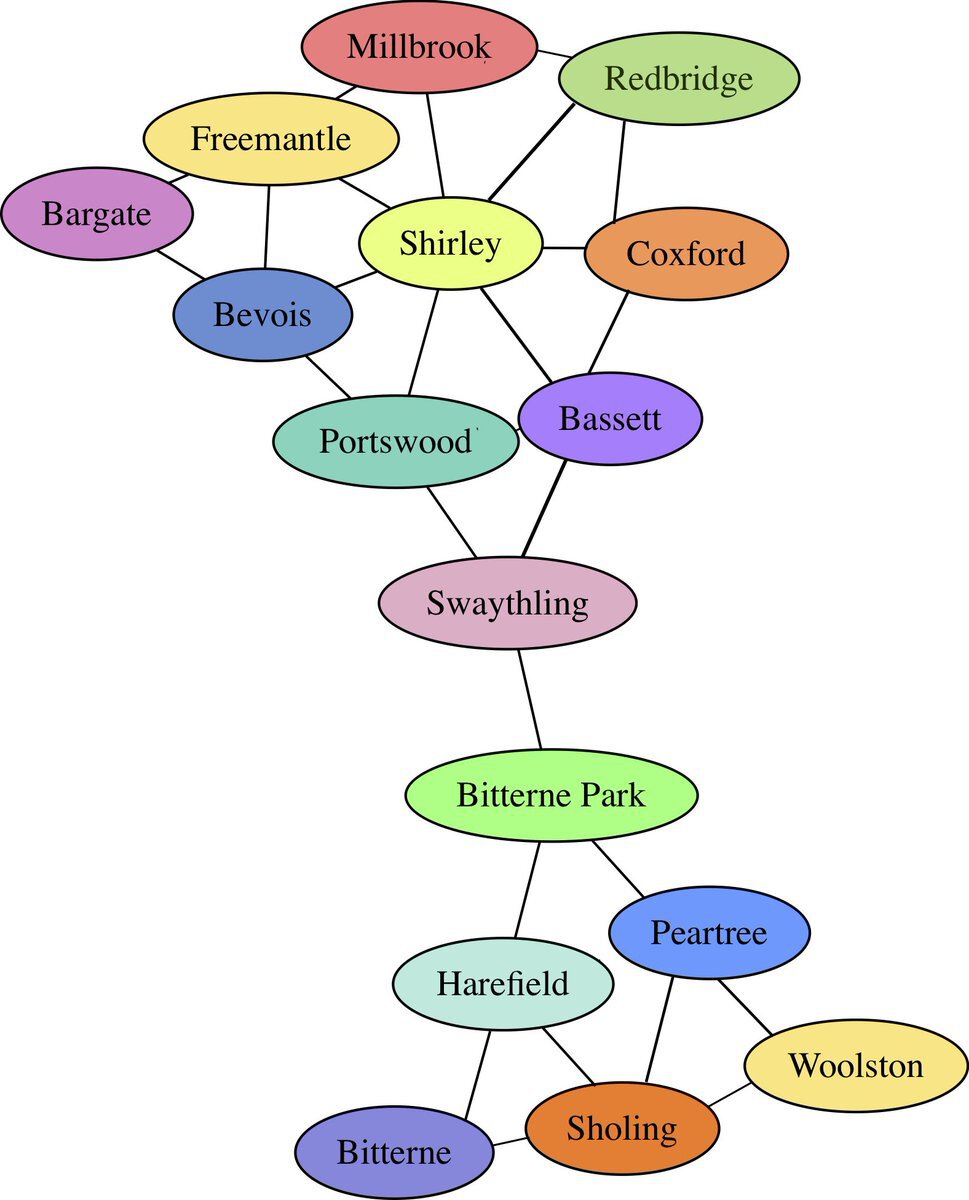 Millbrook
Redbridge
Freemantle
Bargate
Shirley
Coxford
Bevois
Bassett
Portswood
Swaythling
Bitterne Park
Peartree
Harefield
Woolston
Sholing
Bitterne